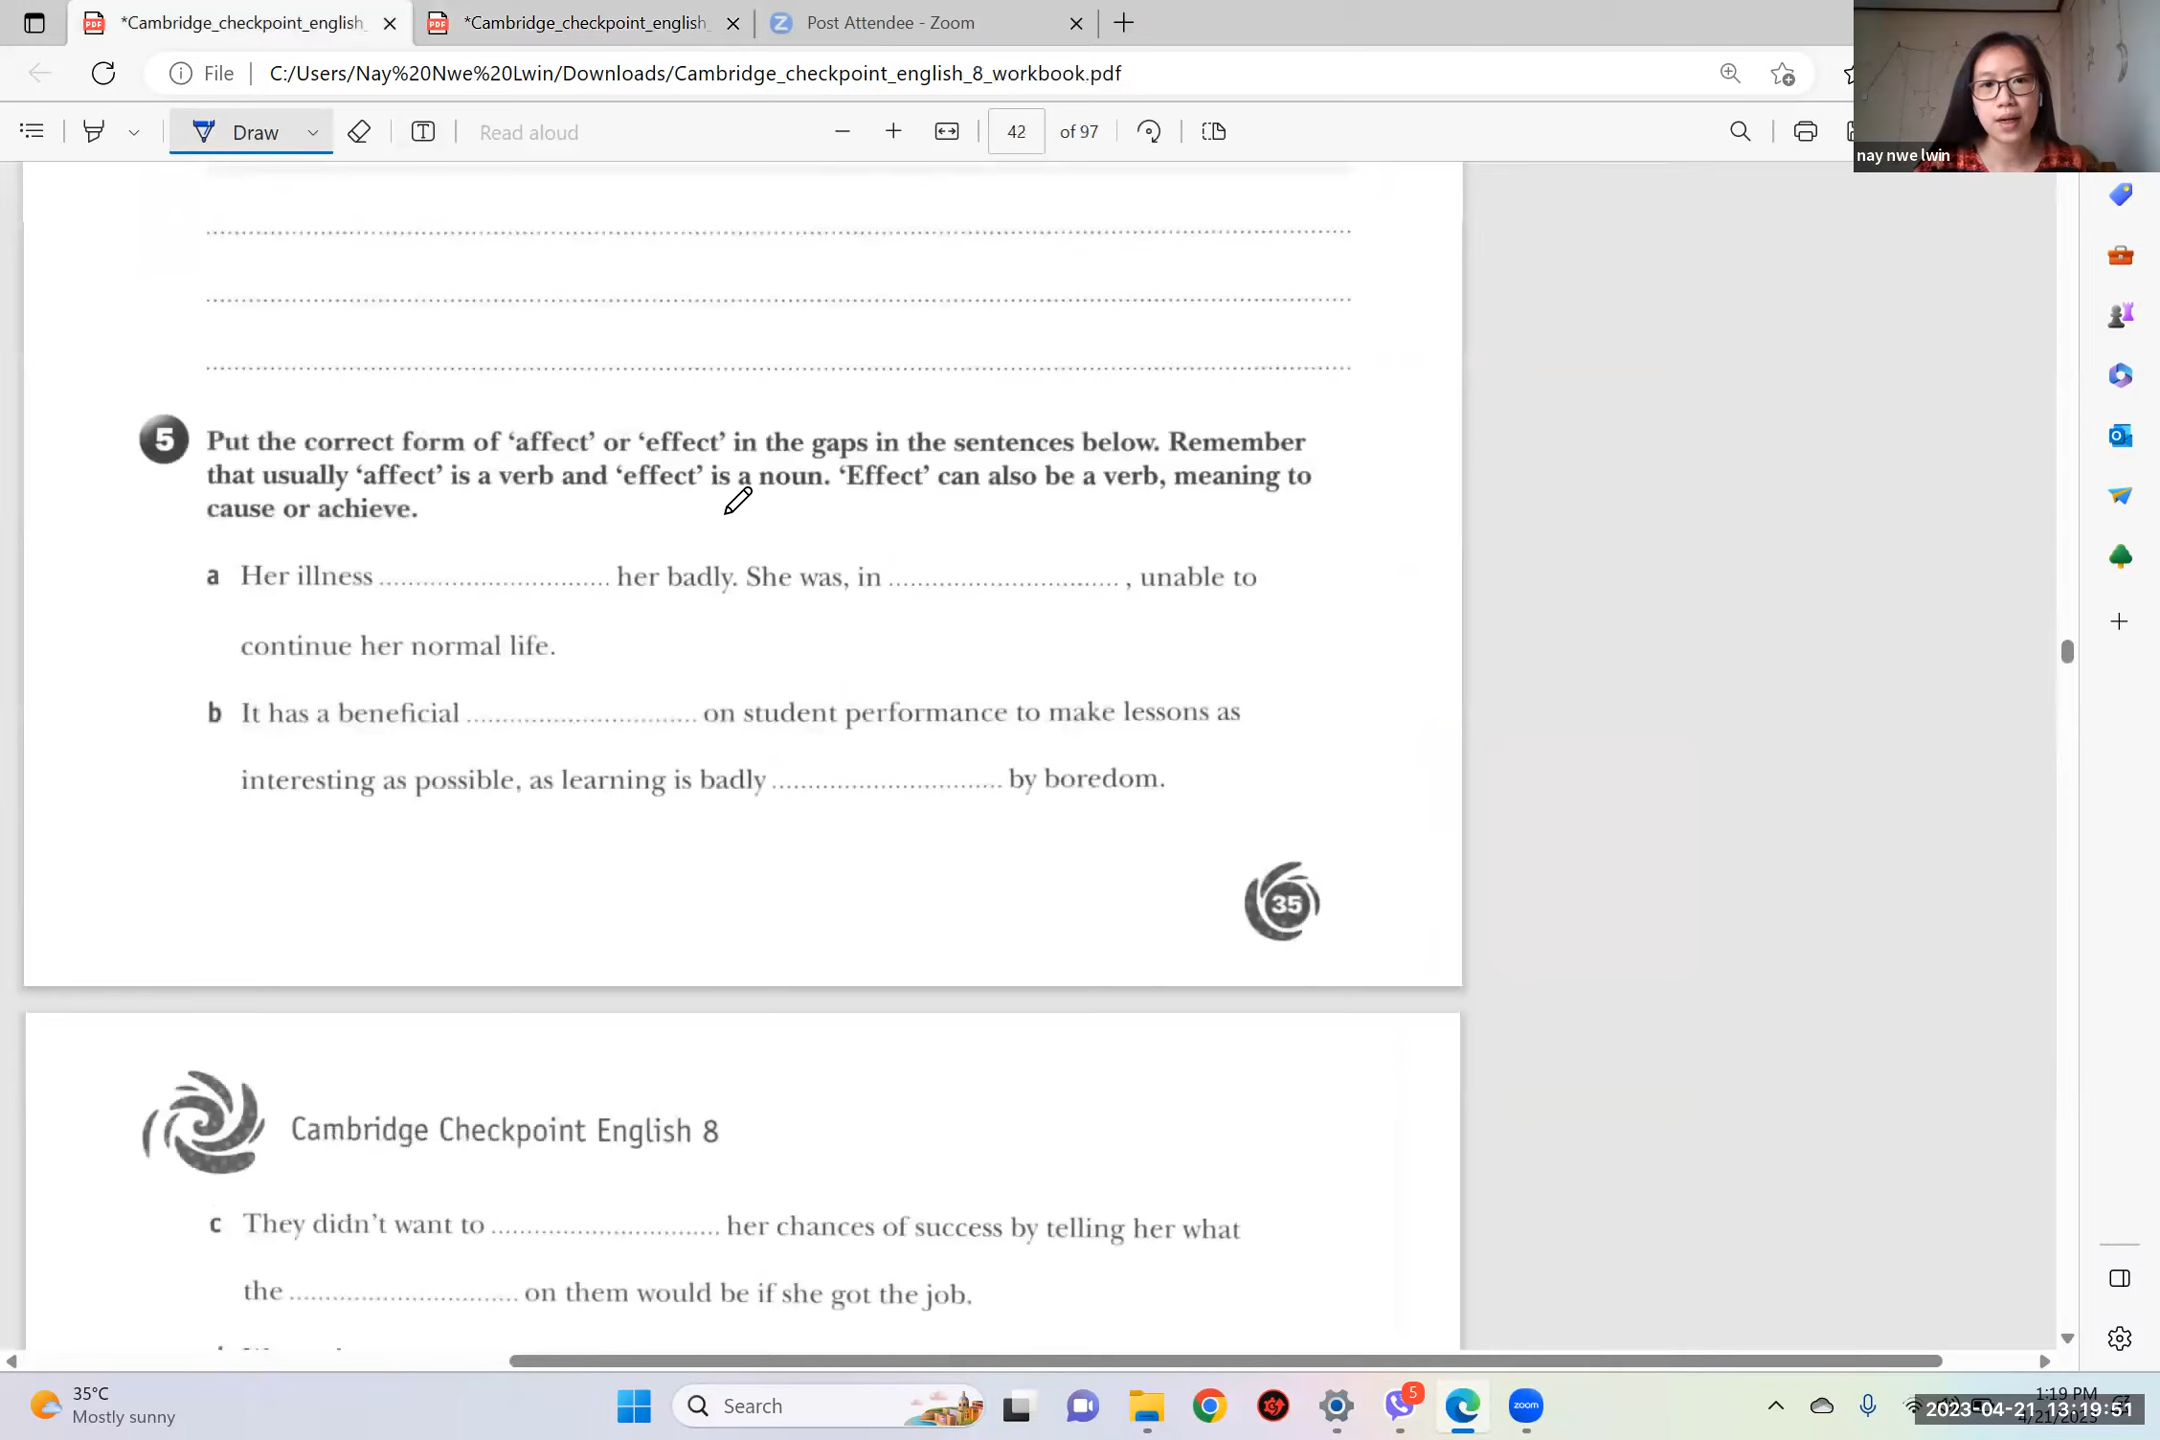 *Cambridge_checkpoint_english_
*Cambridge_checkpoint_english_
Post Attendee - Zoom
File
C:/Users/Nay%20Nwe%20Lwin/Downloads/Cambridge_checkpoint_english_8_workbook.pdf
Draw
Read aloud
42
of 97
nay nwe lwin
5 Put the correct form of ‘affect’ or ‘effect’ in the gaps in the sentences below. Remember
that usually ‘affect’ is a verb and ‘effect’ is a noun. ‘Effect’ can also be a verb, meaning to
cause or achieve.
a Her illness ................................ her badly. She was, in ................................ , unable to
continue her normal life.
b It has a beneficial ................................ on student performance to make lessons as
interesting as possible, as learning is badly ................................ by boredom.
35
Cambridge Checkpoint English 8
c They didn’t want to ................................ her chances of success by telling her what
the ................................ on them would be if she got the job.
35°C
Mostly sunny
Search
5
zoom
1:19 PM
2023-04-21 13:19:51